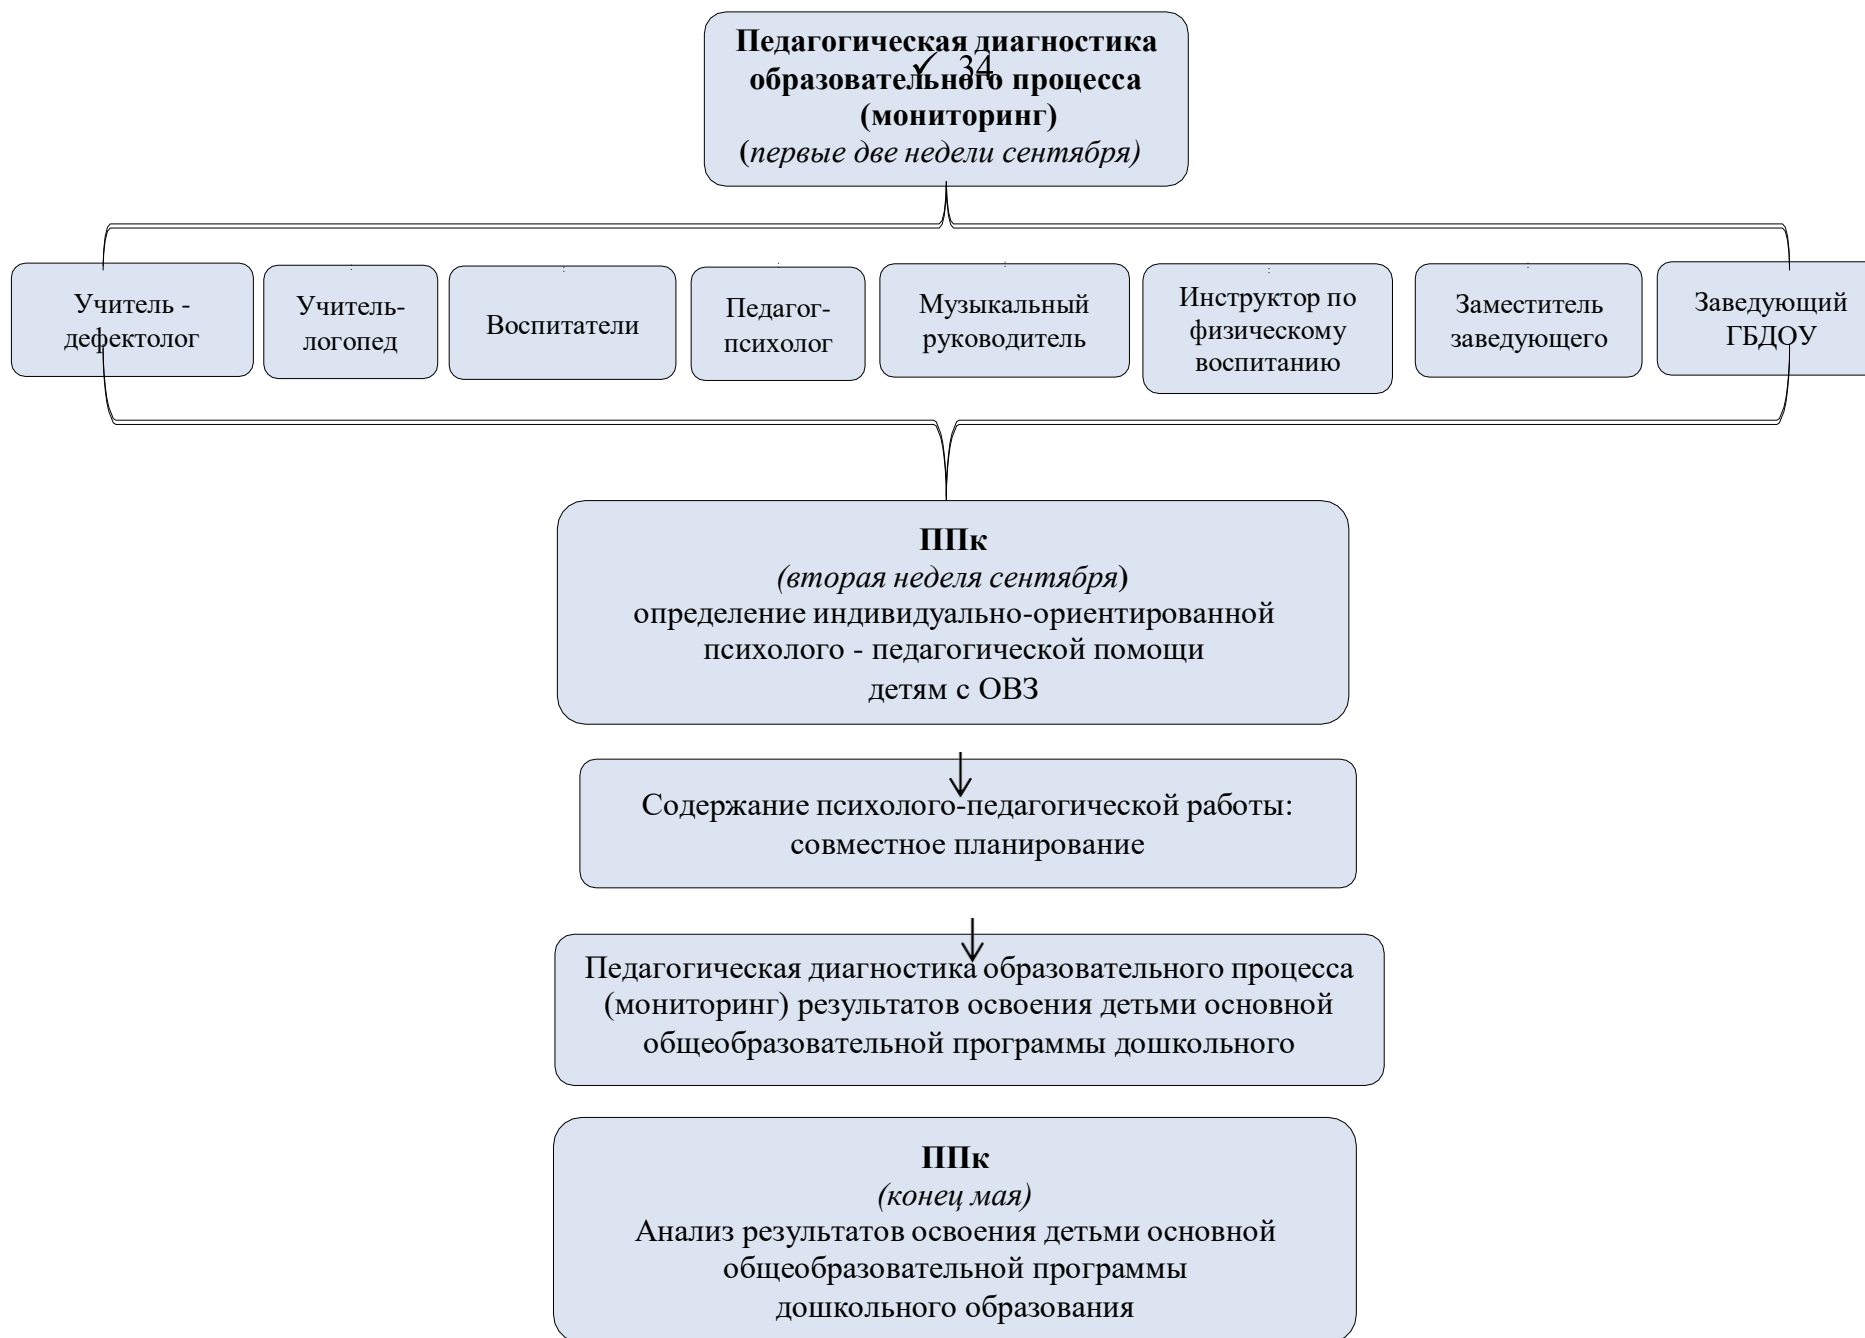 Педагогическая диагностика
✓ 34
образовательного процесса
(мониторинг)
(первые две недели сентября)
Учитель -
дефектолог
Учитель-
логопед
Воспитатели
Педагог-
психолог
Музыкальный
руководитель
Инструктор по
физическому
воспитанию
Заместитель
заведующего
Заведующий
ГБДОУ
ППк
(вторая неделя сентября)
определение индивидуально-ориентированной
психолого - педагогической помощи
детям с ОВЗ
Содержание психолого-педагогической работы:
совместное планирование
Педагогическая диагностика образовательного процесса
(мониторинг) результатов освоения детьми основной
общеобразовательной программы дошкольного
ППк
(конец мая)
Анализ результатов освоения детьми основной
общеобразовательной программы
дошкольного образования